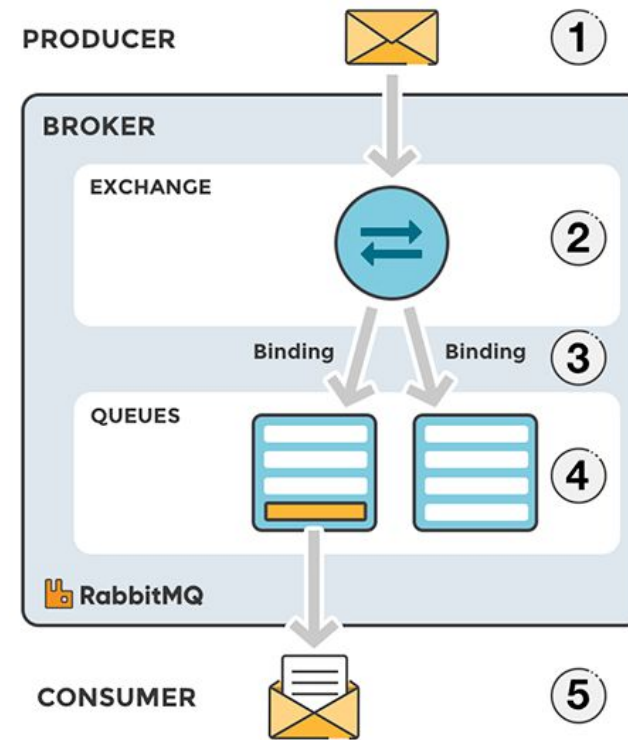 PRODUCER 1
BROKER
EXCHANGE
2
Binding Binding 3
QUEUES
4
RabbitMQ
CONSUMER 5